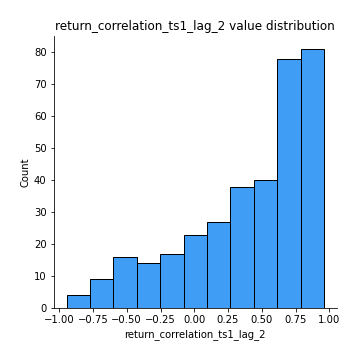 return_correlation_ts1_lag_2 value distribution
80
70
60
50
40
30
20
10
0
Count
−1.00 −0.75 −0.50 −0.25 0.00 0.25 0.50 0.75 1.00
return_correlation_ts1_lag_2